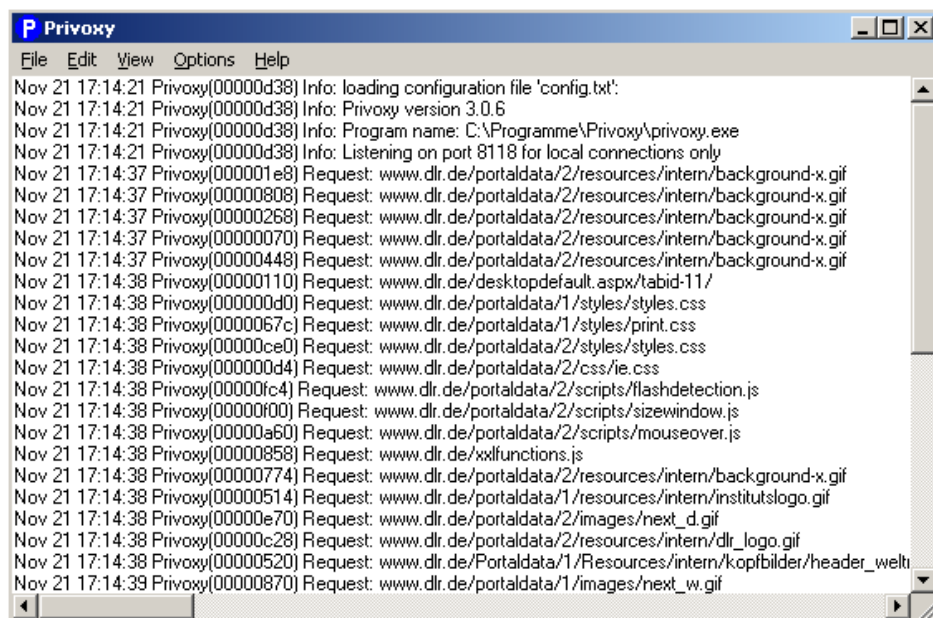 P Privoxy
File Edit View Options Help
Nov 21 17:14:21 Privoxy(00000d38) Info: loading configuration file 'config.txt':
Nov 21 17:14:21 Privoxy(00000d38) Info: Privoxy version 3.0.6
Nov 21 17:14:21 Privoxy(00000d38) Info: Program name: C:\Programme\Privoxy\privoxy.exe
Nov 21 17:14:21 Privoxy(00000d38) Info: Listening on port 8118 for local connections only
Nov 21 17:14:37 Privoxy(000001e8) Request: www.dlr.de/portaldata/2/resources/intern/background-x.gif
Nov 21 17:14:37 Privoxy(00000808) Request: www.dlr.de/portaldata/2/resources/intern/background-x.gif
Nov 21 17:14:37 Privoxy(00000268) Request: www.dlr.de/portaldata/2/resources/intern/background-x.gif
Nov 21 17:14:37 Privoxy(00000070) Request: www.dlr.de/portaldata/2/resources/intern/background-x.gif
Nov 21 17:14:37 Privoxy(00000448) Request: www.dlr.de/portaldata/2/resources/intern/background-x.gif
Nov 21 17:14:38 Privoxy(00000110) Request: www.dlr.de/desktopdefault.aspx/tabid-11/
Nov 21 17:14:38 Privoxy(000000d0) Request: www.dlr.de/portaldata/1/styles/styles.css
Nov 21 17:14:38 Privoxy(0000067c) Request: www.dlr.de/portaldata/1/styles/print.css
Nov 21 17:14:38 Privoxy(00000ce0) Request: www.dlr.de/portaldata/2/styles/styles.css
Nov 21 17:14:38 Privoxy(000000d4) Request: www.dlr.de/portaldata/2/css/ie.css
Nov 21 17:14:38 Privoxy(00000fc4) Request: www.dlr.de/portaldata/2/scripts/flashdetection.js
Nov 21 17:14:38 Privoxy(00000f00) Request: www.dlr.de/portaldata/2/scripts/sizewindow.js
Nov 21 17:14:38 Privoxy(00000a60) Request: www.dlr.de/portaldata/2/scripts/mouseover.js
Nov 21 17:14:38 Privoxy(00000858) Request: www.dlr.de/xxlfunctions.js
Nov 21 17:14:38 Privoxy(00000774) Request: www.dlr.de/portaldata/2/resources/intern/background-x.gif
Nov 21 17:14:38 Privoxy(00000514) Request: www.dlr.de/portaldata/1/resources/intern/institutslogo.gif
Nov 21 17:14:38 Privoxy(00000e70) Request: www.dlr.de/portaldata/2/images/next_d.gif
Nov 21 17:14:38 Privoxy(00000c28) Request: www.dlr.de/portaldata/2/resources/intern/dlr_logo.gif
Nov 21 17:14:38 Privoxy(00000520) Request: www.dlr.de/Portaldata/1/Resources/intern/kopfbilder/header_welt
Nov 21 17:14:39 Privoxy(00000870) Request: www.dlr.de/portaldata/1/images/next_w.gif